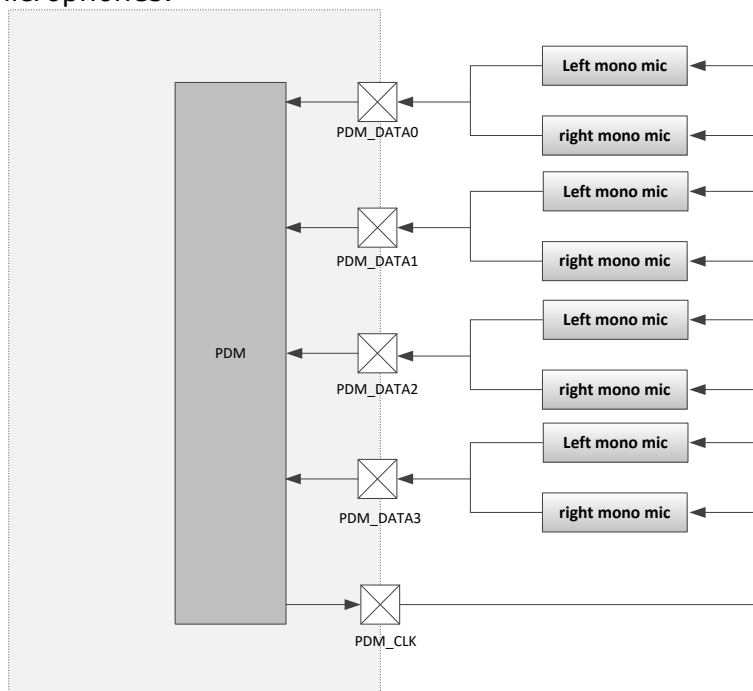 Left mono mic
PDM_DATA0
right mono mic
Left mono mic
PDM_DATA1
right mono mic
Left mono mic
PDM
PDM_DATA2
right mono mic
Left mono mic
PDM_DATA3
right mono mic
PDM_CLK